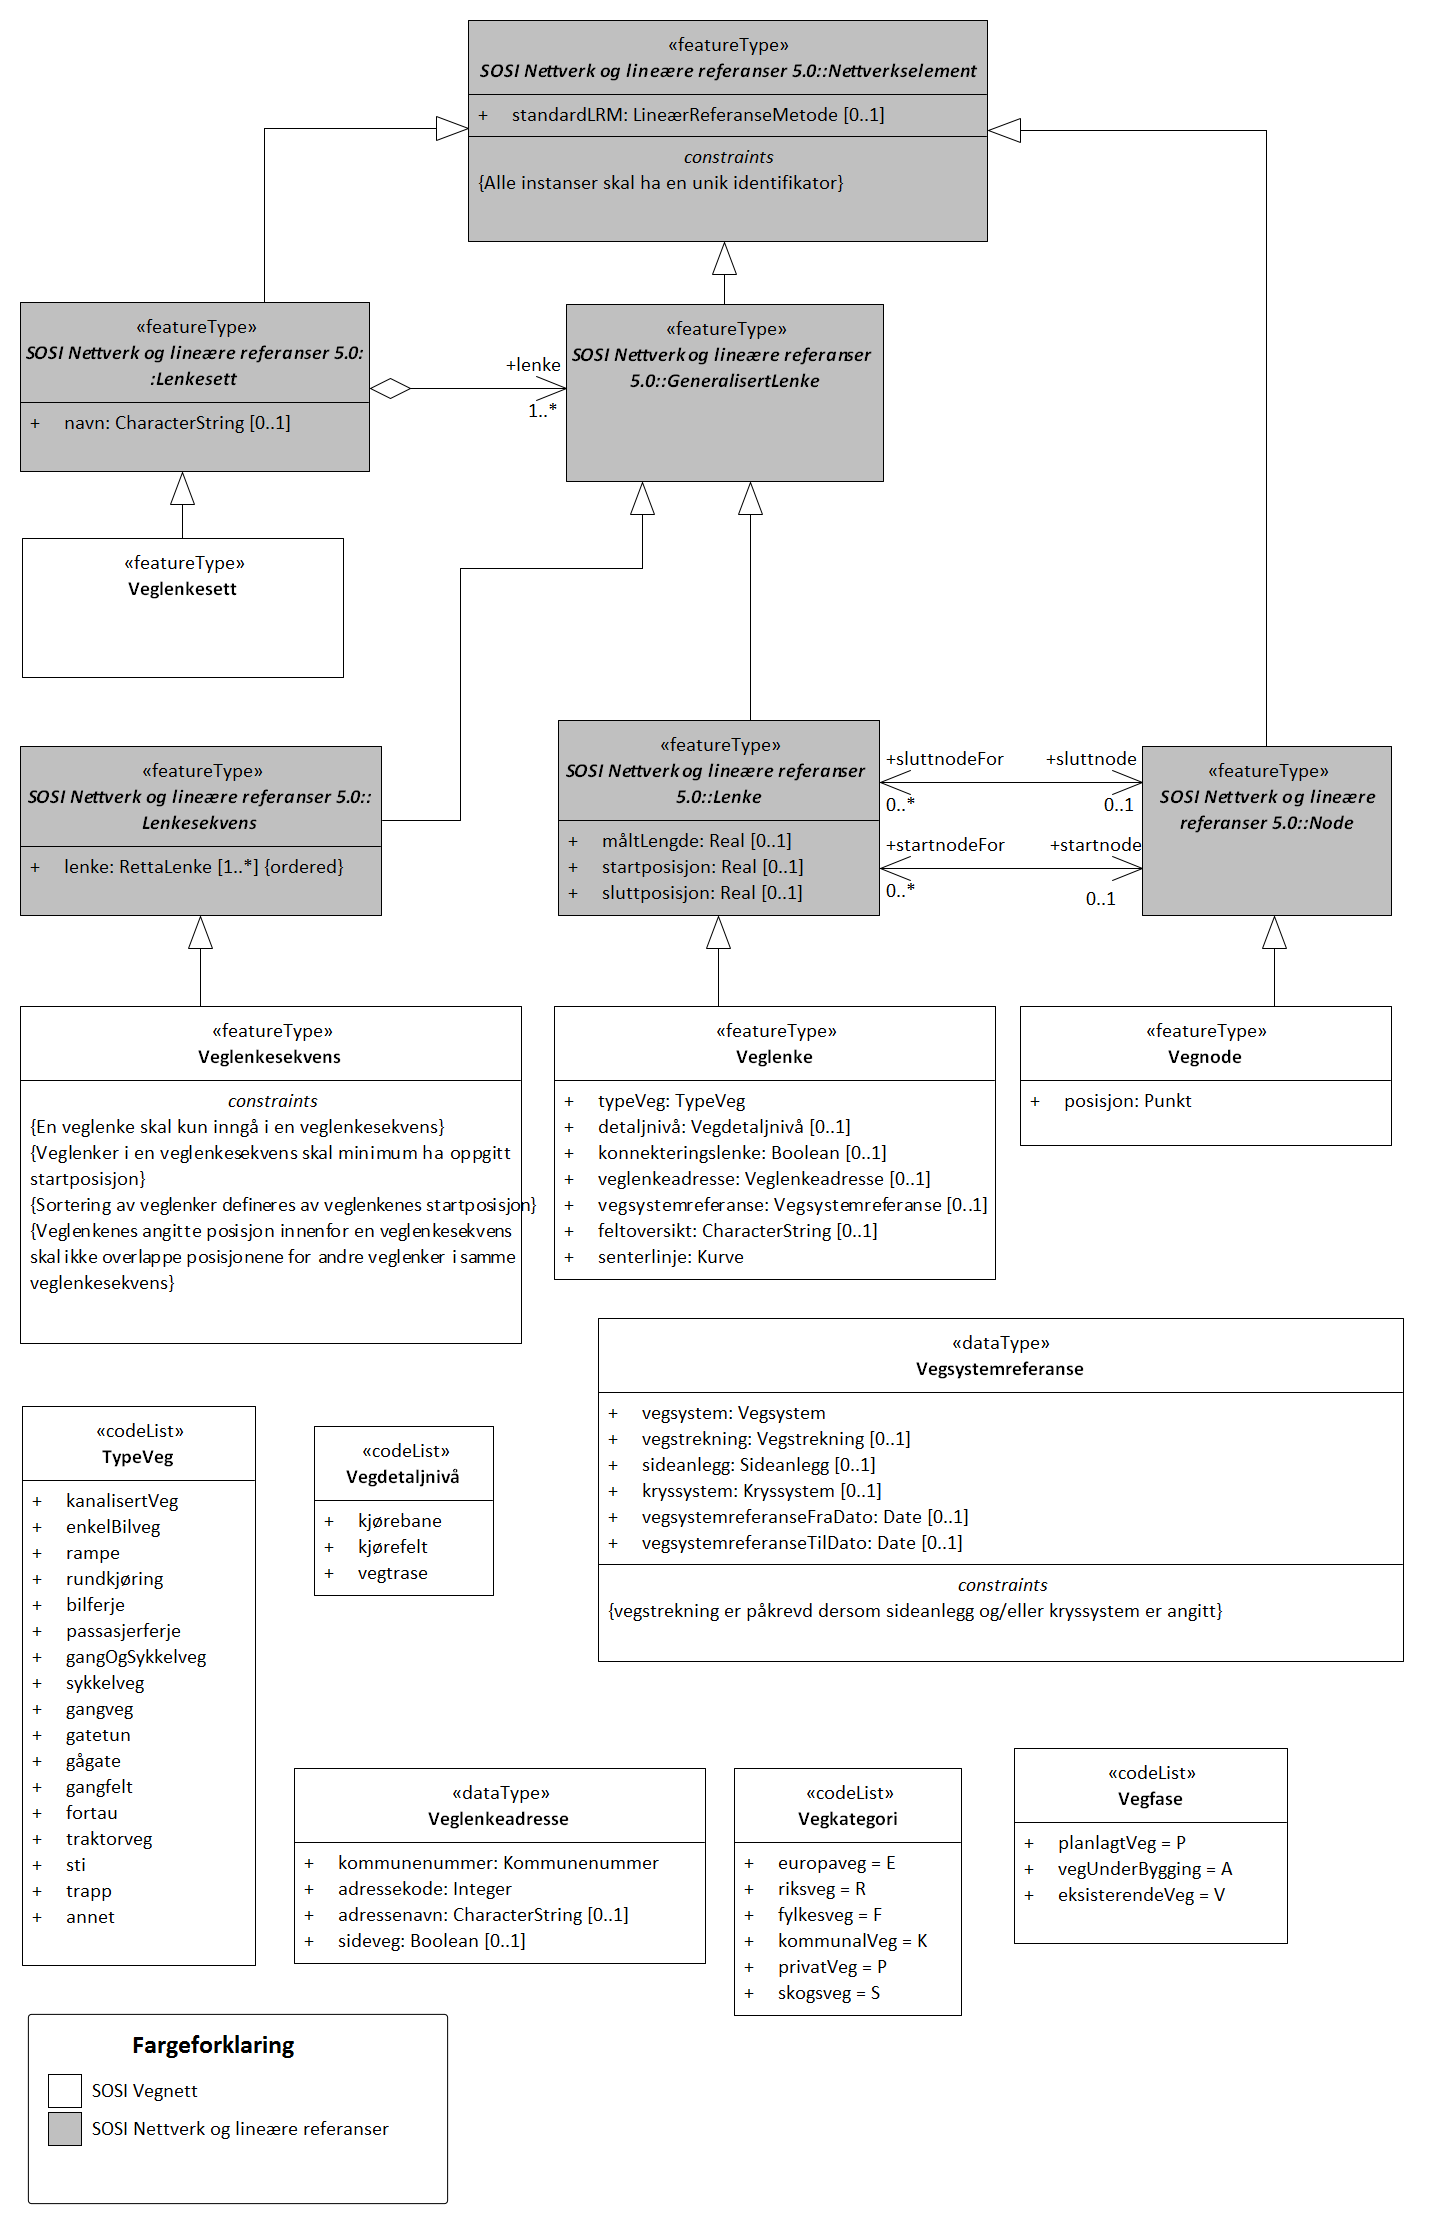 «featureType»
SOSI Nettverk og lineære referanser 5.0::Nettverkselement
+ standardLRM: LineærReferanseMetode [0..1]
constraints
{Alle instanser skal ha en unik identifikator}
«featureType»
SOSI Nettverk og lineære referanser 5.0:
:Lenkesett
+ navn: CharacterString [0..1]
+lenke
1..*
«featureType»
SOSI Nettverk og lineære referanser
5.0::GeneralisertLenke
«featureType»
Veglenkesett
«featureType»
SOSI Nettverk og lineære referanser 5.0::
Lenkesekvens
+ lenke: RettaLenke [1..*] {ordered}
«featureType»
SOSI Nettverk og lineære referanser
5.0::Lenke
+ måltLengde: Real [0..1]
+ startposisjon: Real [0..1]
+ sluttposisjon: Real [0..1]
+sluttnodeFor
+sluttnode
0..*
0..1
+startnodeFor
+startnode
0..*
0..1
«featureType»
SOSI Nettverk og lineære
referanser 5.0::Node
«featureType»
Veglenkesekvens
constraints
{En veglenke skal kun inngå i en veglenkesekvens}
{Veglenker i en veglenkesekvens skal minimum ha oppgitt
startposisjon}
{Sortering av veglenker defineres av veglenkenes startposisjon}
{Veglenkenes angitte posisjon innenfor en veglenkesekvens
skal ikke overlappe posisjonene for andre veglenker i samme
veglenkesekvens}
«featureType»
Veglenke
+ typeVeg: TypeVeg
+ detaljnivå: Vegdetaljnivå [0..1]
+ konnekteringslenke: Boolean [0..1]
+ veglenkeadresse: Veglenkeadresse [0..1]
+ vegsystemreferanse: Vegsystemreferanse [0..1]
+ feltoversikt: CharacterString [0..1]
+ senterlinje: Kurve
«featureType»
Vegnode
+ posisjon: Punkt
«dataType»
Vegsystemreferanse
+ vegsystem: Vegsystem
+ vegstrekning: Vegstrekning [0..1]
+ sideanlegg: Sideanlegg [0..1]
+ kryssystem: Kryssystem [0..1]
+ vegsystemreferanseFraDato: Date [0..1]
+ vegsystemreferanseTilDato: Date [0..1]
constraints
{vegstrekning er påkrevd dersom sideanlegg og/eller kryssystem er angitt}
«codeList»
TypeVeg
+ kanalisertVeg
+ enkelBilveg
+ rampe
+ rundkjøring
+ bilferje
+ passasjerferje
+ gangOgSykkelveg
+ sykkelveg
+ gangveg
+ gatetun
+ gågate
+ gangfelt
+ fortau
+ traktorveg
+ sti
+ trapp
+ annet
«codeList»
Vegdetaljnivå
+ kjørebane
+ kjørefelt
+ vegtrase
«dataType»
Veglenkeadresse
+ kommunenummer: Kommunenummer
+ adressekode: Integer
+ adressenavn: CharacterString [0..1]
+ sideveg: Boolean [0..1]
«codeList»
Vegkategori
+ europaveg = E
+ riksveg = R
+ fylkesveg = F
+ kommunalVeg = K
+ privatVeg = P
+ skogsveg = S
«codeList»
Vegfase
+ planlagtVeg = P
+ vegUnderBygging = A
+ eksisterendeVeg = V
Fargeforklaring
SOSI Vegnett
SOSI Nettverk og lineære referanser